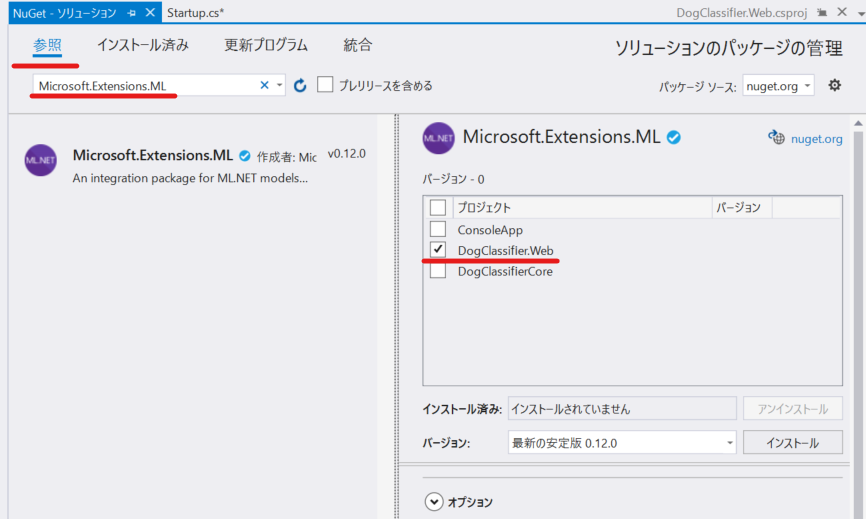 NuGet - ソリューション
Startup.cs*
DogClassifier.Web.csproj
参照
インストール済み
更新プログラム
統合
ソリューションのパッケージの管理
Microsoft.Extensions.ML
プレリリースを含める
パッケージ ソース: nuget.org
ML.NET
Microsoft.Extensions.ML 作成者: Mic v0.12.0
An integration package for ML.NET models...
ML.NET
Microsoft.Extensions.ML
nuget.org
バージョン - 0
プロジェクト バージョン
ConsoleApp
DogClassifier.Web
DogClassifierCore
インストール済み: インストールされていません アンインストール
バージョン: 最新の安定版 0.12.0 インストール
オプション